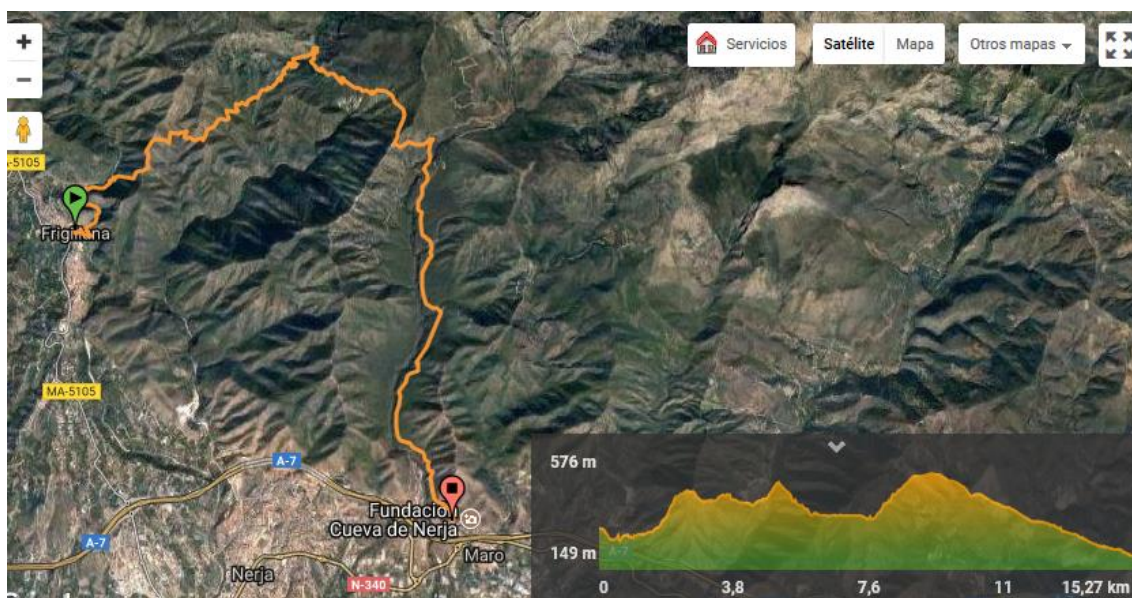 +
Servicios
Satélite
Mapa
Otros mapas
−
-5105
Frigiliana
MA-5105
A-7
576 m
Fundación
Cueva de Nerja
149 m
A-7
A-7
Maro
Nerja
N-340
0
3,8
7,6
11
15,27 km